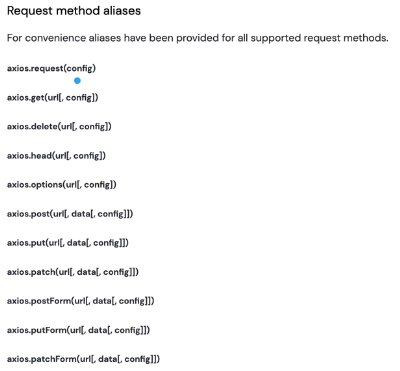 Request method aliases
For convenience aliases have been provided for all supported request methods.
axios.request(config)
axios.get(url[, config])
axios.delete(url[, config])
axios.head(url[, config])
axios.options(url[, config])
axios.post(url[, data[, config]])
axios.put(url[, data[, config]])
axios.patch(url[, data[, config]])
axios.postForm(url[, data[, config]])
axios.putForm(url[, data[, config]])
axios.patchForm(url[, data[, config]])